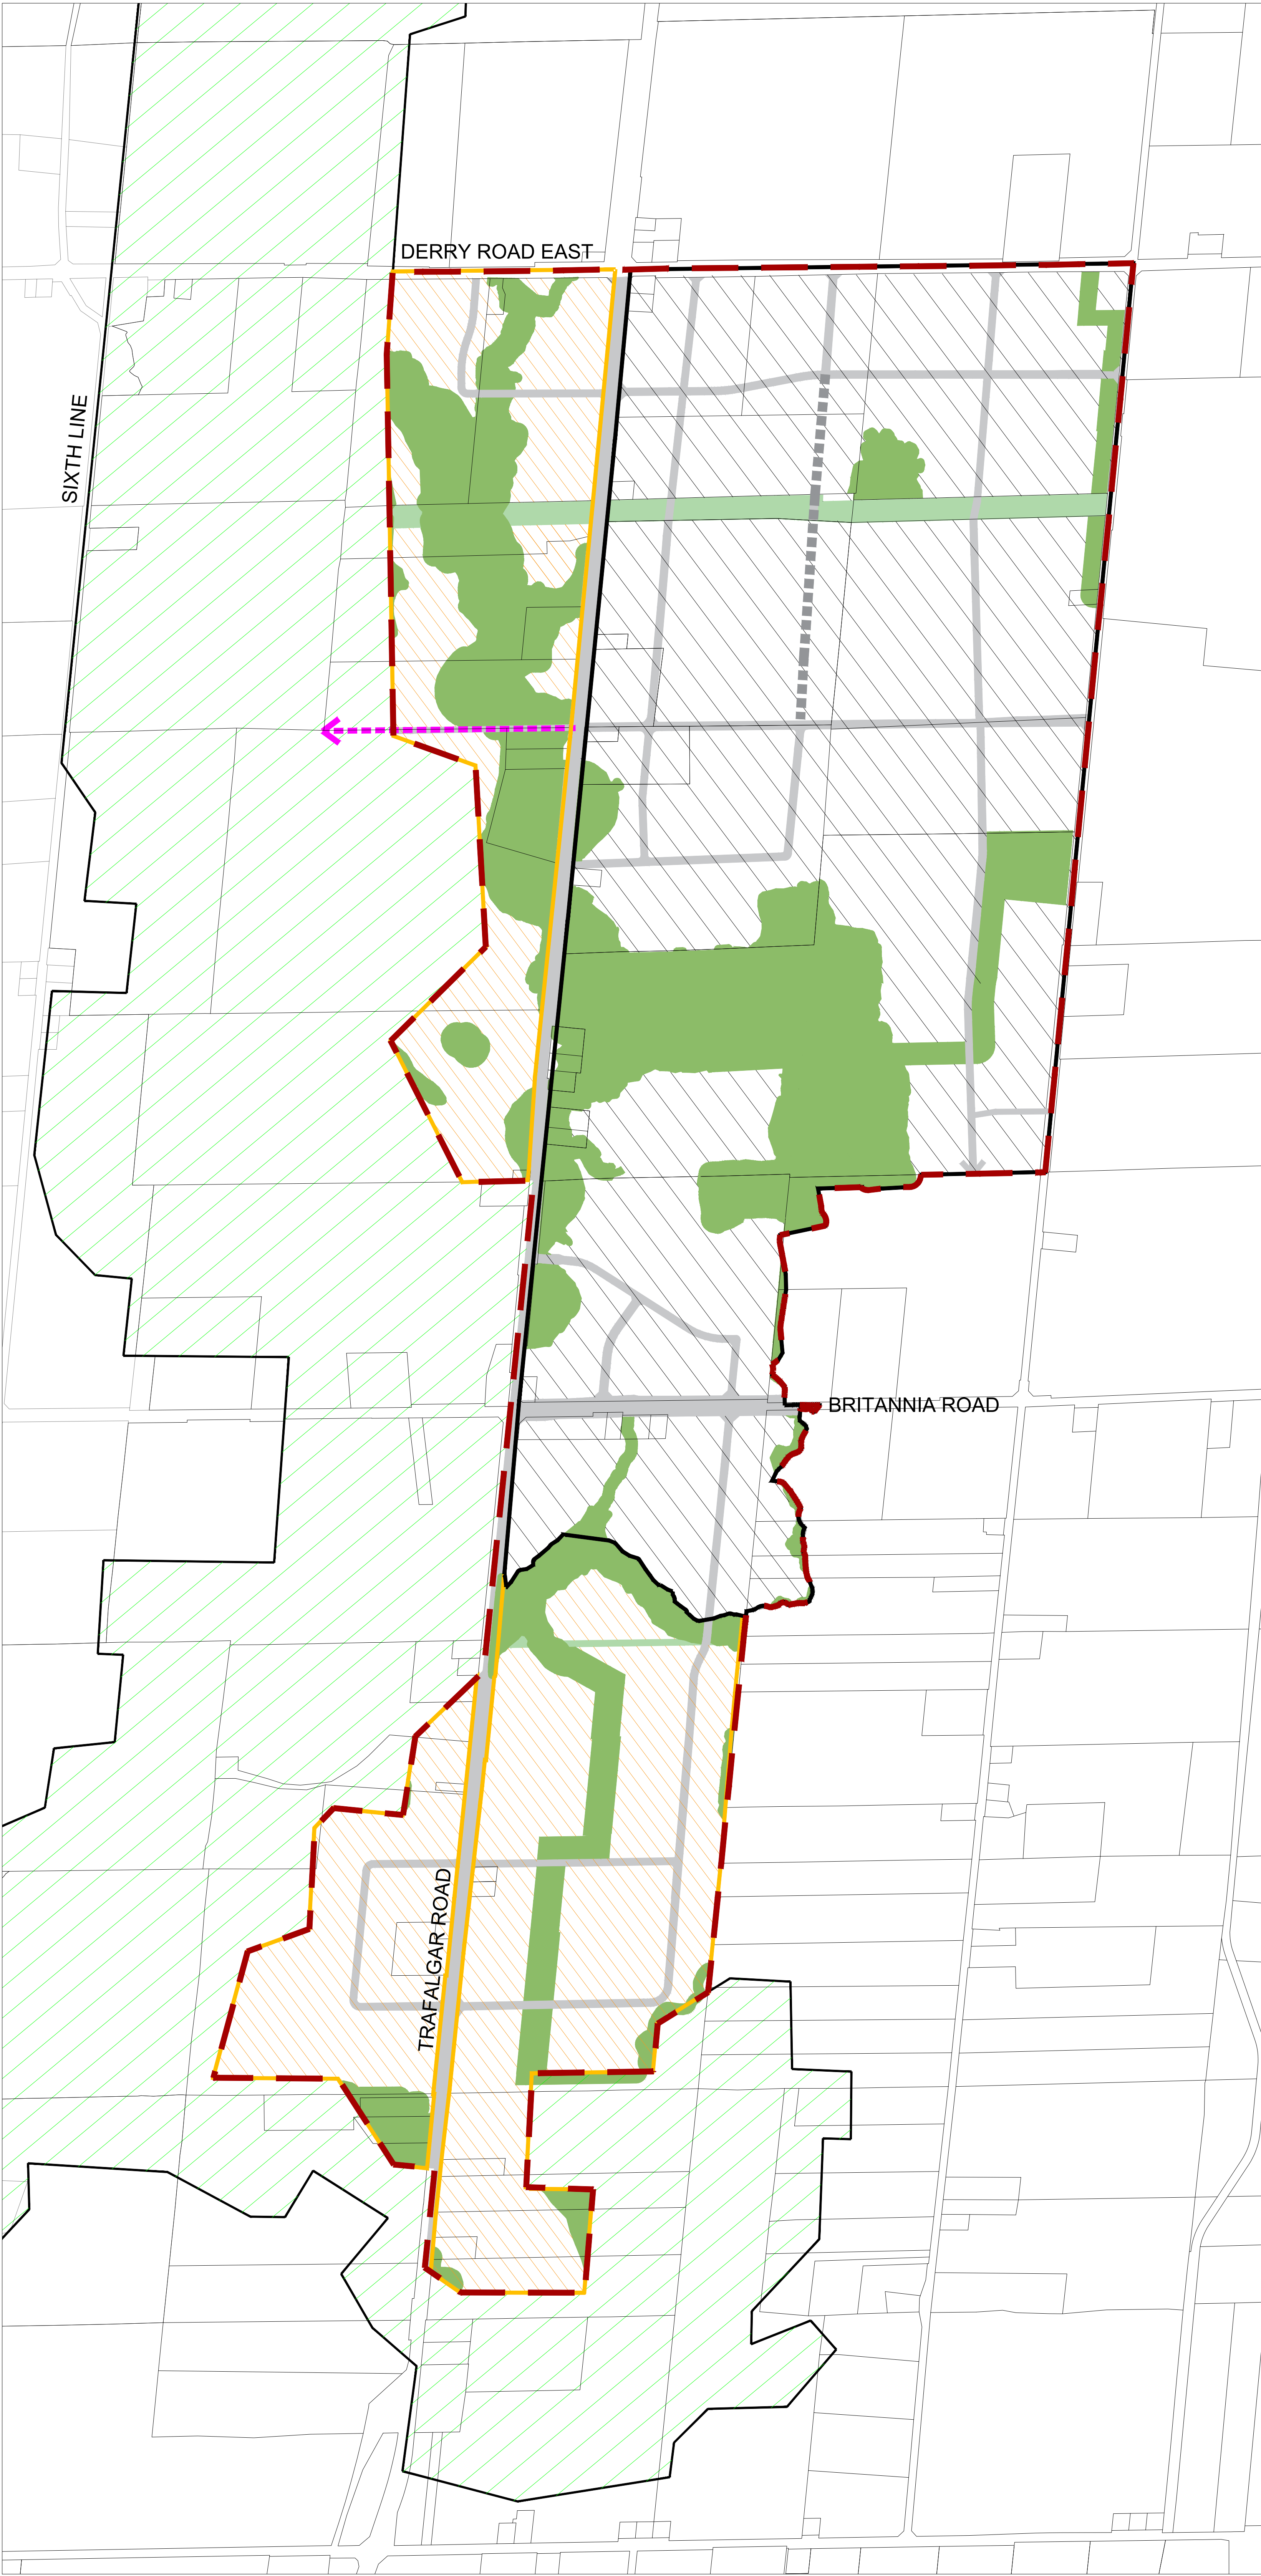 DERRY ROAD EAST
SIXTH LINE
BRITANNIA ROAD
TRAFALGAR ROAD